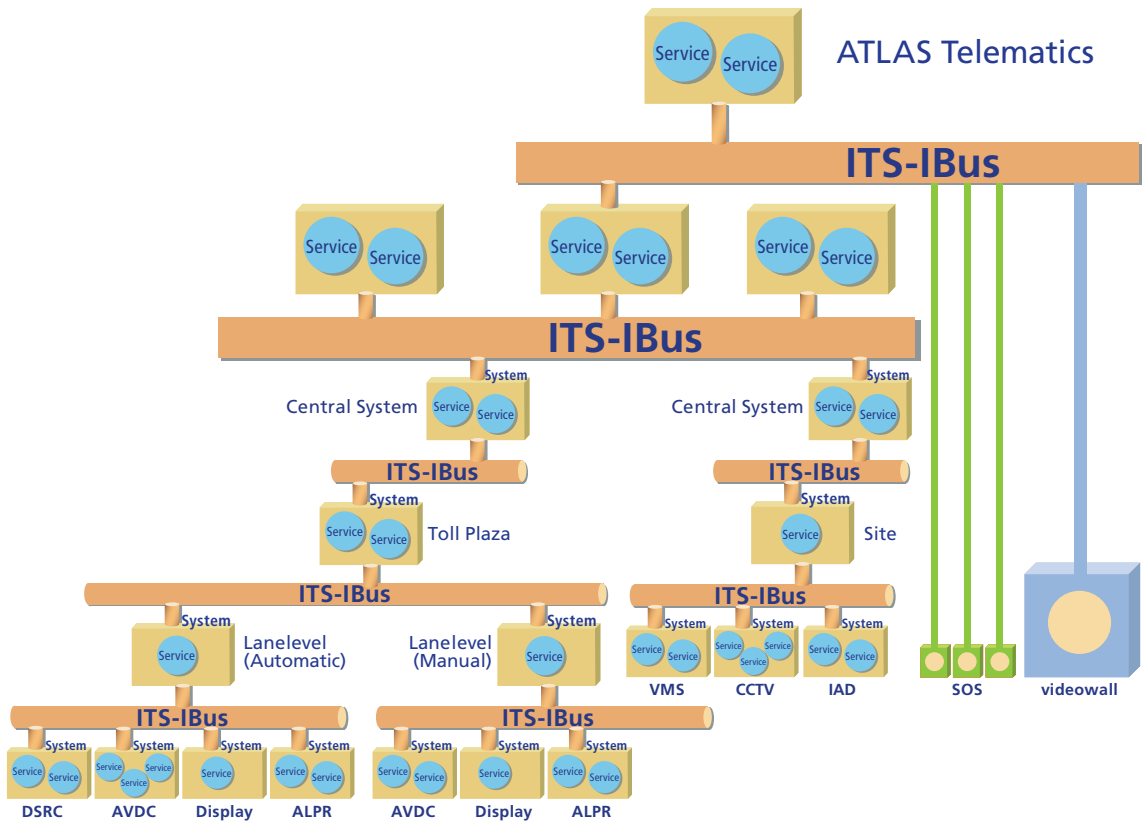 Service
Service
ATLAS Telematics
ITS-IBus
Service
Service
Service
Service
Service
Service
ITS-IBus
System
Central System
Service
Service
System
Central System
Service
Service
ITS-IBus
ITS-IBus
System
Service
Service
Toll Plaza
System
Service
Site
ITS-IBus
ITS-IBus
System
Service
Lanelevel
(Automatic)
Lanelevel
(Manual)
System
Service
System
Service
Service
System
Service
Service
Service
System
Service
Service
VMS
CCTV
IAD
SOS
videowall
ITS-IBus
ITS-IBus
System
Service
Service
System
Service
Service
Service
System
Service
System
Service
Service
System
Service
Service
System
Service
System
Service
Service
DSRC
AVDC
Display
ALPR
AVDC
Display
ALPR